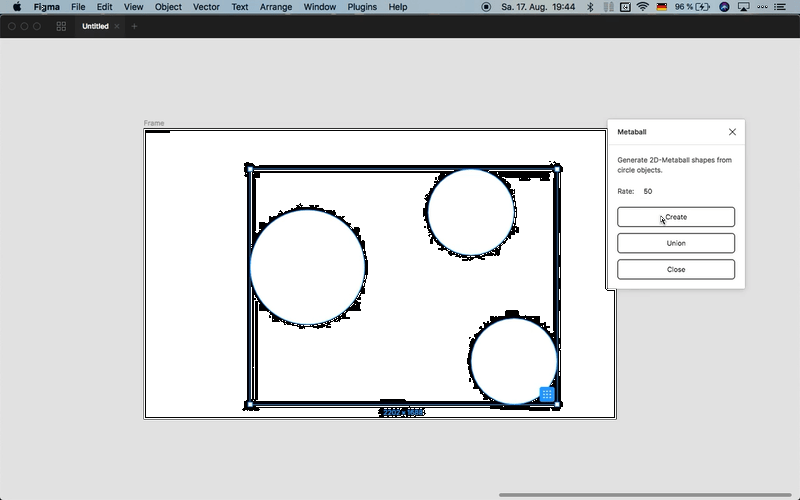 Figma File Edit View Object Vector Text Arrange Window Plugins Help Sa. 17. Aug. 19:44 96 %
Untitled
Frame
Metaball
Generate 2D-Metaball shapes from
circle objects.
Rate: 50
Create
Union
Close